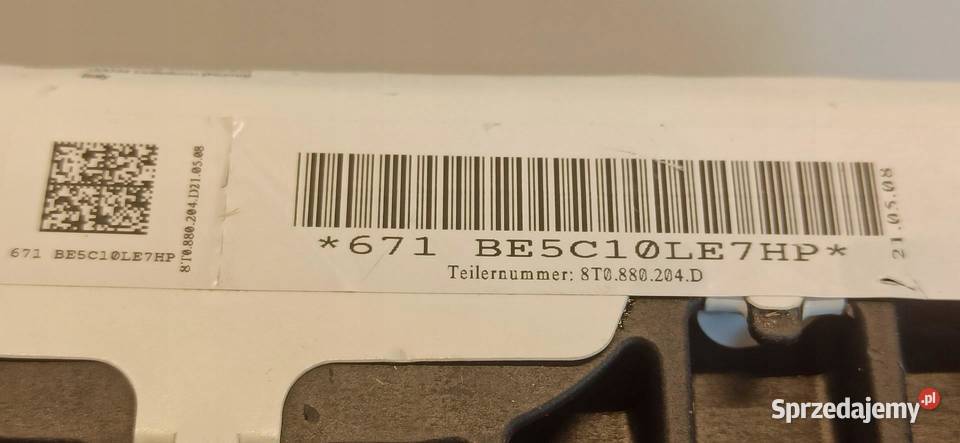 671 BE5C10LE7HP
8T0.880.204.D21.05.08
*671 BE5C10LE7HP*
Teilernummer: 8T0.880.204.D
21.05.08
Sprzedajemy.pl